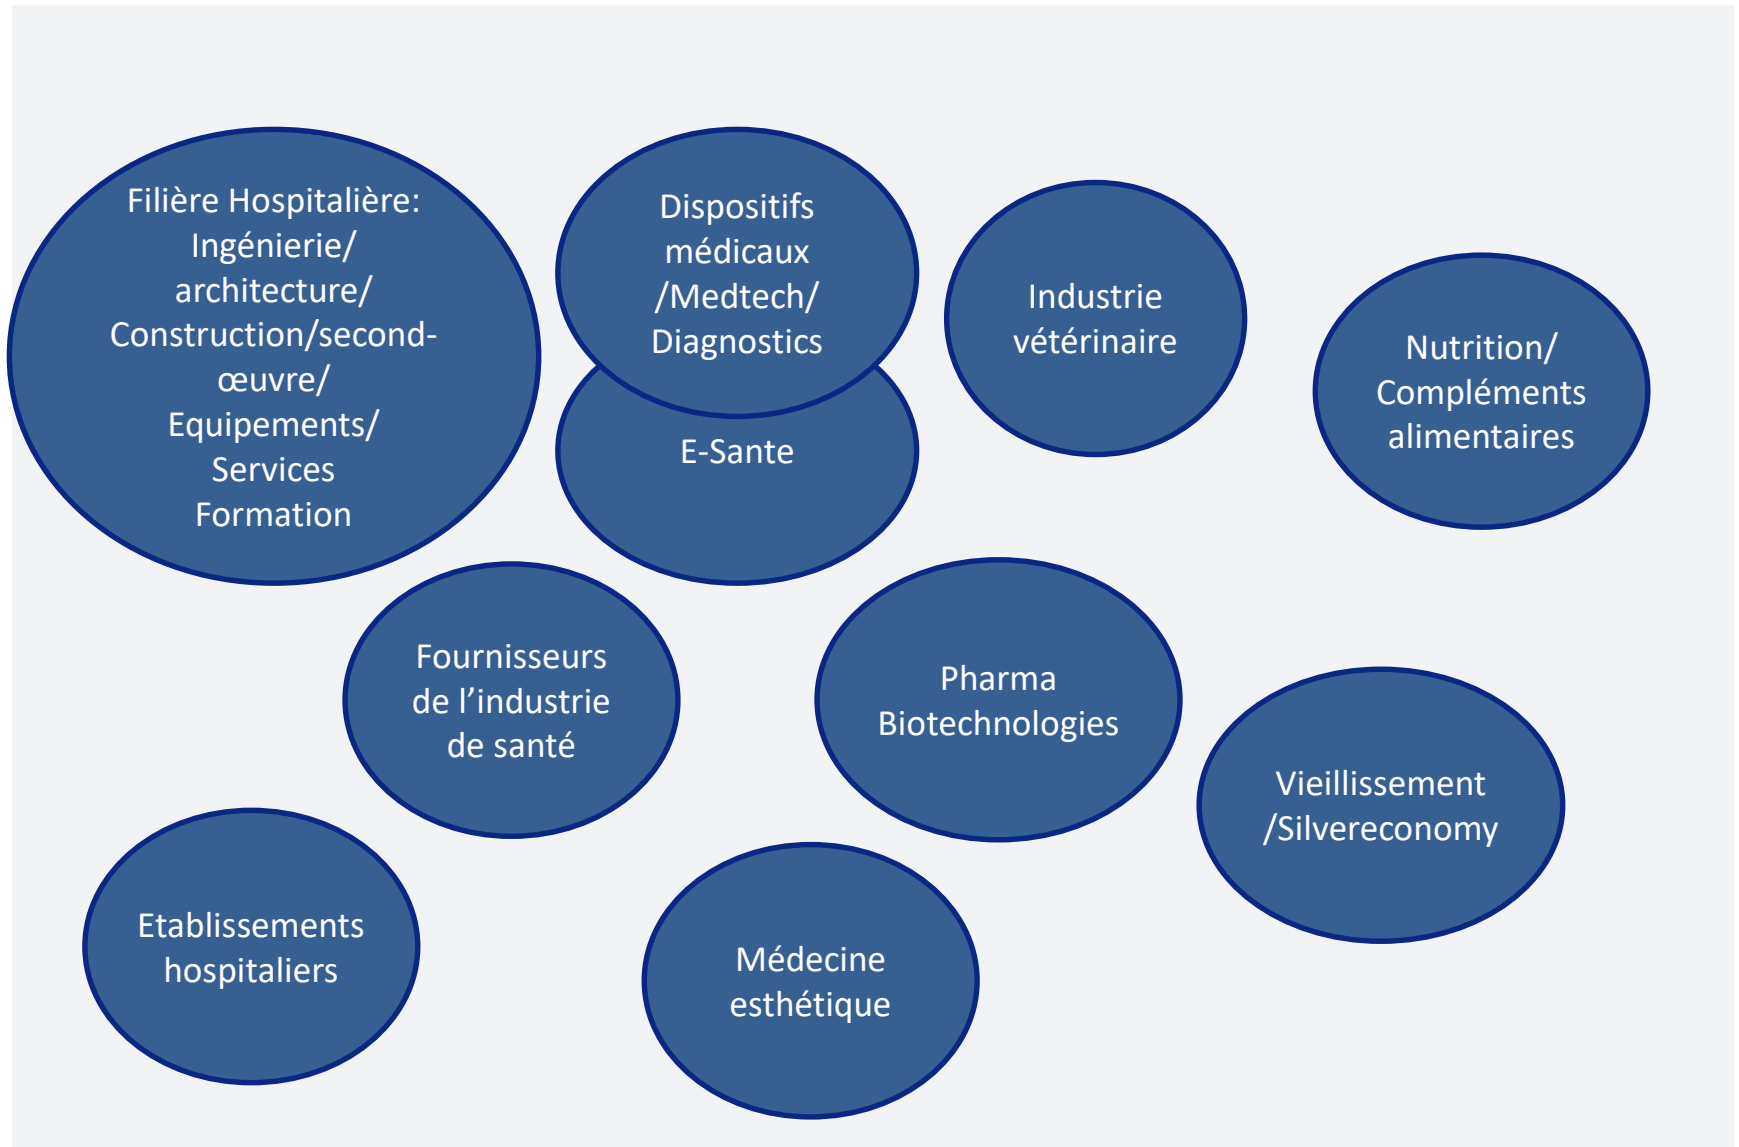 Filière Hospitalière:
Ingénierie/
architecture/
Construction/second-
œuvre/
Equipements/
Services
Formation
Dispositifs
médicaux
/Medtech/
Diagnostics
E-Sante
Industrie
vétérinaire
Nutrition/
Compléments
alimentaires
Fournisseurs
de l’industrie
de santé
Pharma
Biotechnologies
Vieillissement
/Silvereconomy
Etablissements
hospitaliers
Médecine
esthétique